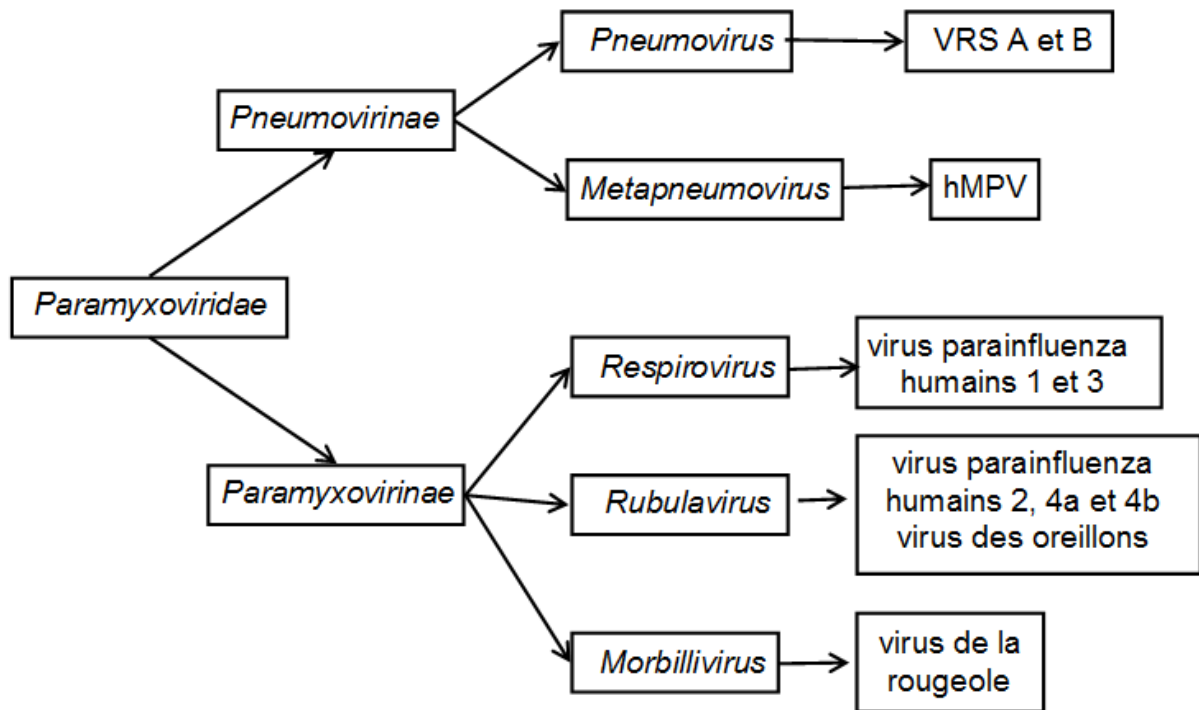 Pneumovirus
VRS A et B
Pneumovirinae
Metapneumovirus
hMPV
Paramyxoviridae
Respirovirus
virus parainfluenza
humains 1 et 3
Paramyxovirinae
Rubulavirus
virus parainfluenza
humains 2, 4a et 4b
virus des oreillons
Morbillivirus
virus de la
rougeole